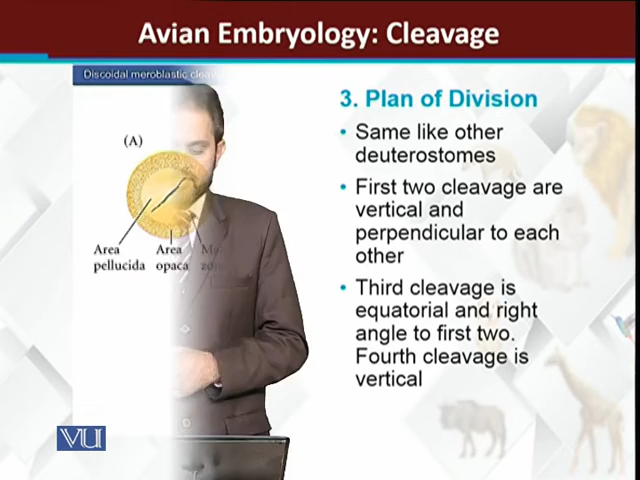 Avian Embryology: Cleavage
Discoidal meroblastic
3. Plan of Division
• Same like other
deuterostomes
• First two cleavage are
vertical and
perpendicular to each
other
• Third cleavage is
equatorial and right
angle to first two.
Fourth cleavage is
vertical
(A)
Area
pellucida
Area
opaca
VU